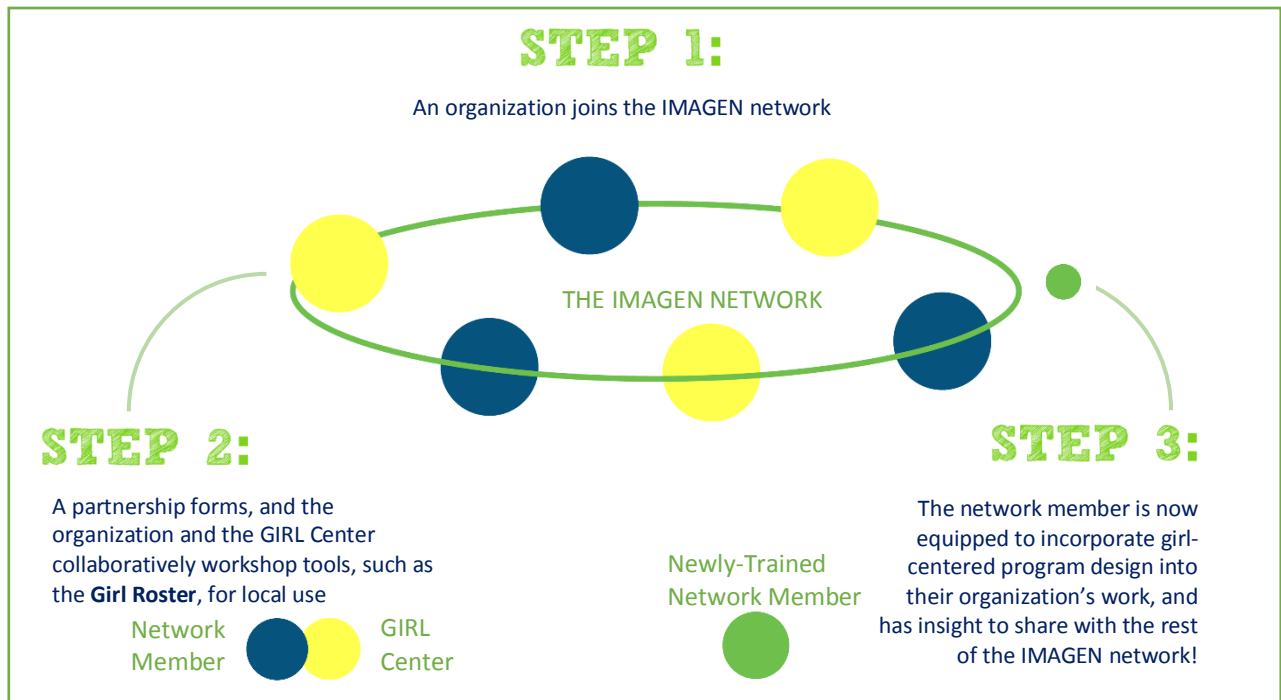 STEP 1:
An organization joins the IMAGEN network
THE IMAGEN NETWORK
STEP 2:
A partnership forms, and the
organization and the GIRL Center
collaboratively workshop tools, such as
the Girl Roster, for local use
Network
Member
GIRL
Center
Newly-Trained
Network Member
STEP 3:
The network member is now
equipped to incorporate girl-
centered program design into
their organization’s work, and
has insight to share with the rest
of the IMAGEN network!